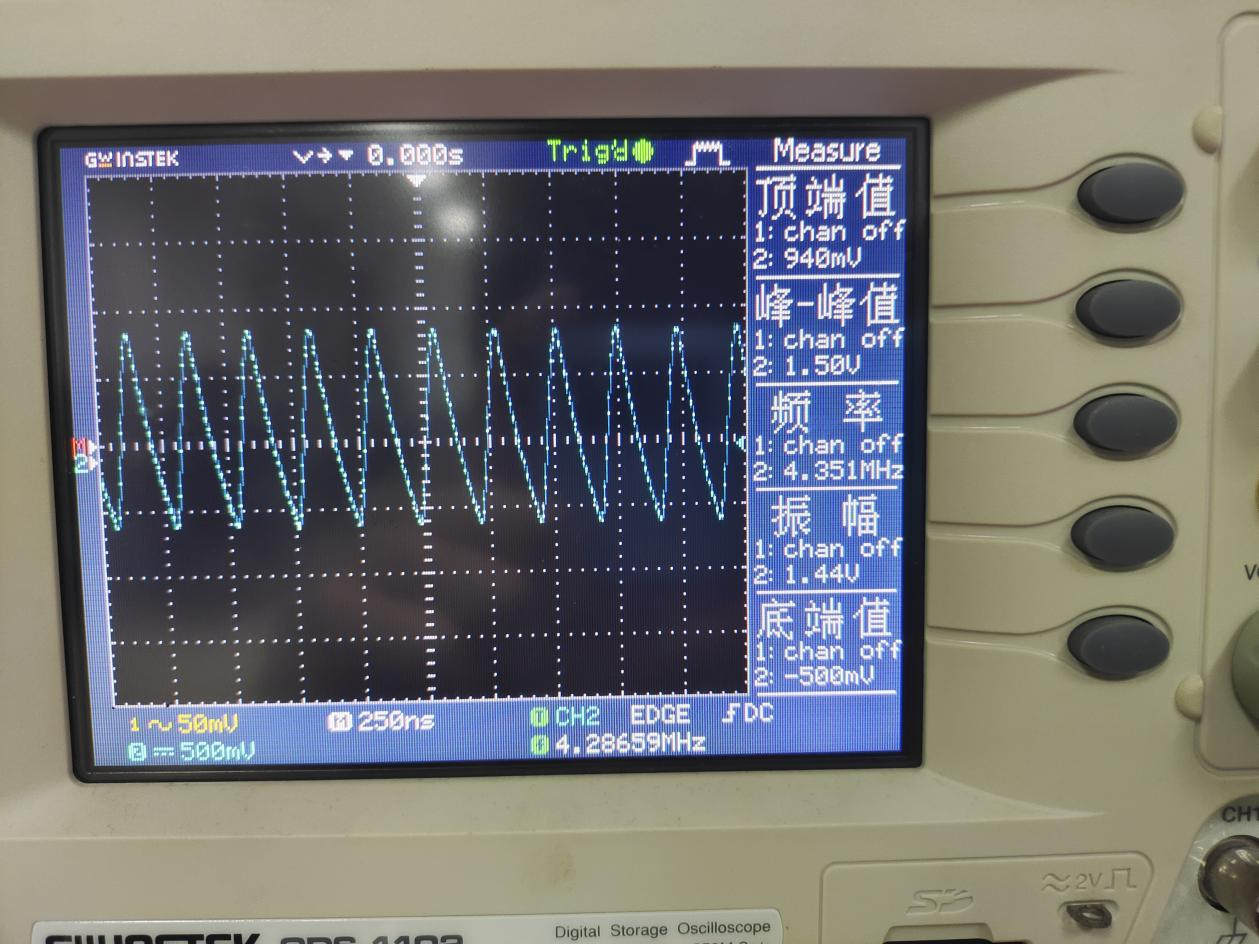 GWINSTEK
0.000s
Trig'd
Measure
顶端值
1: chan off
2: 940mV
峰-峰值
1: chan off
2: 1.50V
频 率
1: chan off
2: 4.351MHz
振 幅
1: chan off
2: 1.44V
底端值
1: chan off
2: -500mV
M
2
1 50mV
M 250ns
T CH2 EDGE DC
2 500mV
F 4.28659MHz
CH1
2V
SD
Digital Storage Oscilloscope